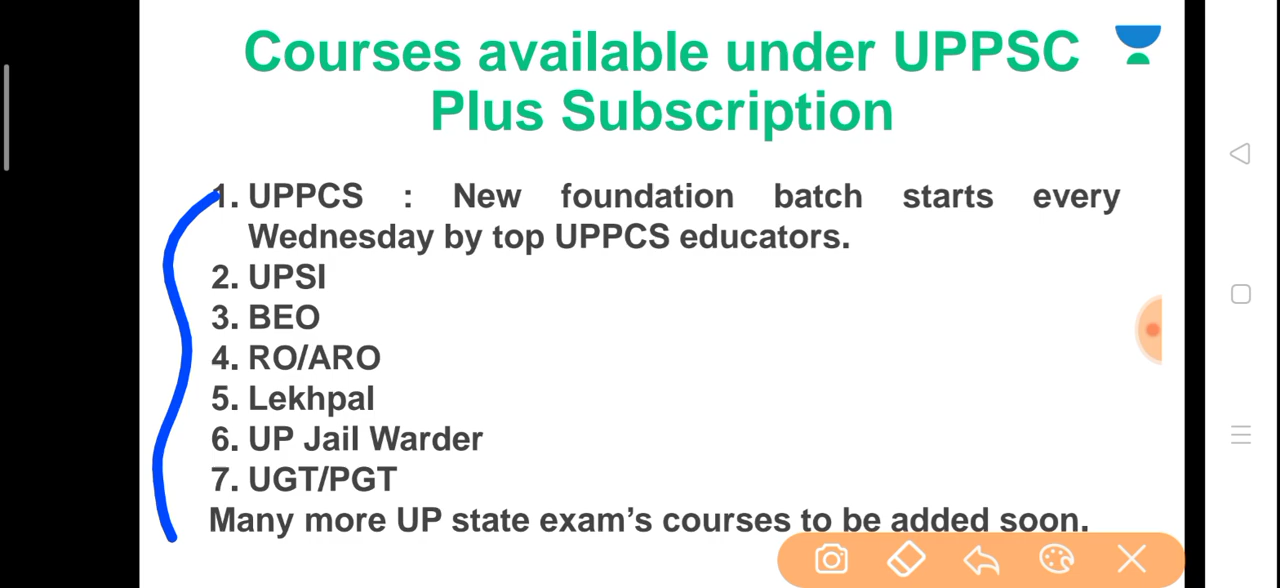 Courses available under UPPSC
Plus Subscription
1. UPPCS : New foundation batch starts every
Wednesday by top UPPCS educators.
2. UPSI
3. BEO
4. RO/ARO
5. Lekhpal
6. UP Jail Warder
7. UGT/PGT
Many more UP state exam’s courses to be added soon.